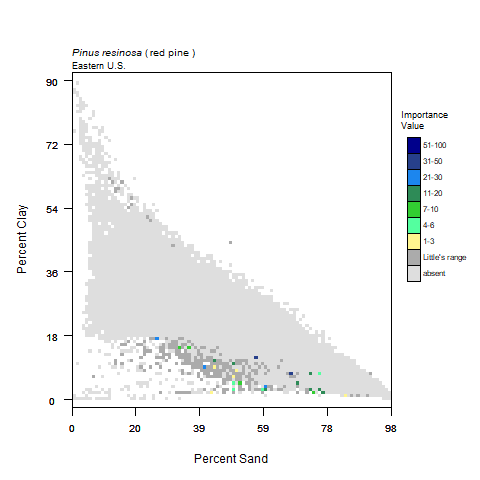 Pinus resinosa ( red pine )
Eastern U.S.
Importance
Value
51-100
31-50
21-30
11-20
7-10
4-6
1-3
Little's range
absent
90
72
54
36
18
0
Percent Clay
0 20 39 59 78 98
Percent Sand